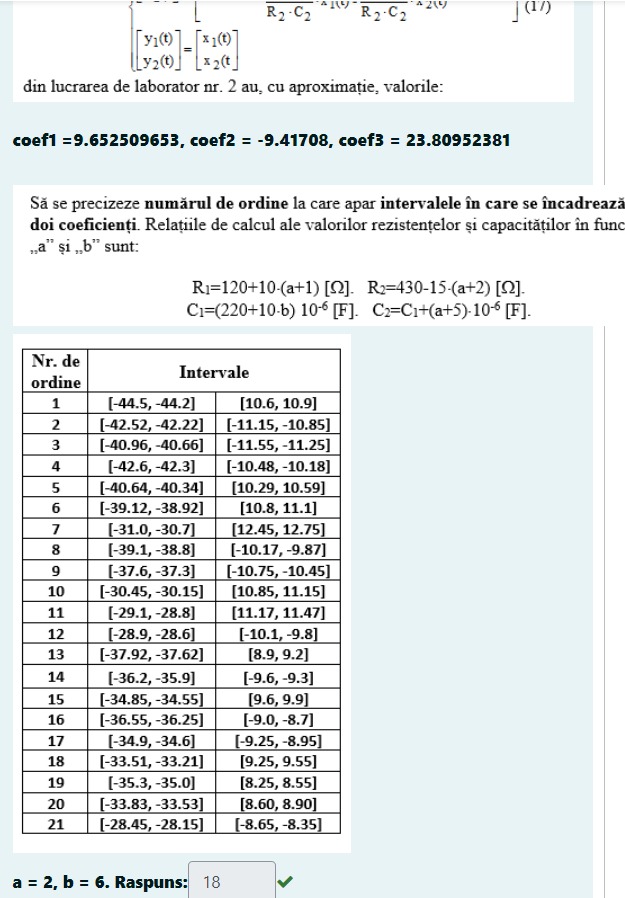 R₂·C₂ R₂·C₂ (17)
[y₁(t)] [x₁(t)]
=
[y₂(t)] [x₂(t]
din lucrarea de laborator nr. 2 au, cu aproximație, valorile:
coef1 =9.652509653, coef2 = -9.41708, coef3 = 23.80952381
Să se precizeze numărul de ordine la care apar intervalele în care se încadrează
doi coeficienți. Relațiile de calcul ale valorilor rezistențelor și capacităților în func
„a” și „b” sunt:
R₁=120+10·(a+1) [Ω]. R₂=430-15·(a+2) [Ω].
C₁=(220+10·b) 10⁻⁶ [F]. C₂=C₁+(a+5)·10⁻⁶ [F].
Nr. de ordine Intervale
1 [-44.5, -44.2] [10.6, 10.9]
2 [-42.52, -42.22] [-11.15, -10.85]
3 [-40.96, -40.66] [-11.55, -11.25]
4 [-42.6, -42.3] [-10.48, -10.18]
5 [-40.64, -40.34] [10.29, 10.59]
6 [-39.12, -38.92] [10.8, 11.1]
7 [-31.0, -30.7] [12.45, 12.75]
8 [-39.1, -38.8] [-10.17, -9.87]
9 [-37.6, -37.3] [-10.75, -10.45]
10 [-30.45, -30.15] [10.85, 11.15]
11 [-29.1, -28.8] [11.17, 11.47]
12 [-28.9, -28.6] [-10.1, -9.8]
13 [-37.92, -37.62] [8.9, 9.2]
14 [-36.2, -35.9] [-9.6, -9.3]
15 [-34.85, -34.55] [9.6, 9.9]
16 [-36.55, -36.25] [-9.0, -8.7]
17 [-34.9, -34.6] [-9.25, -8.95]
18 [-33.51, -33.21] [9.25, 9.55]
19 [-35.3, -35.0] [8.25, 8.55]
20 [-33.83, -33.53] [8.60, 8.90]
21 [-28.45, -28.15] [-8.65, -8.35]
a = 2, b = 6. Raspuns: 18